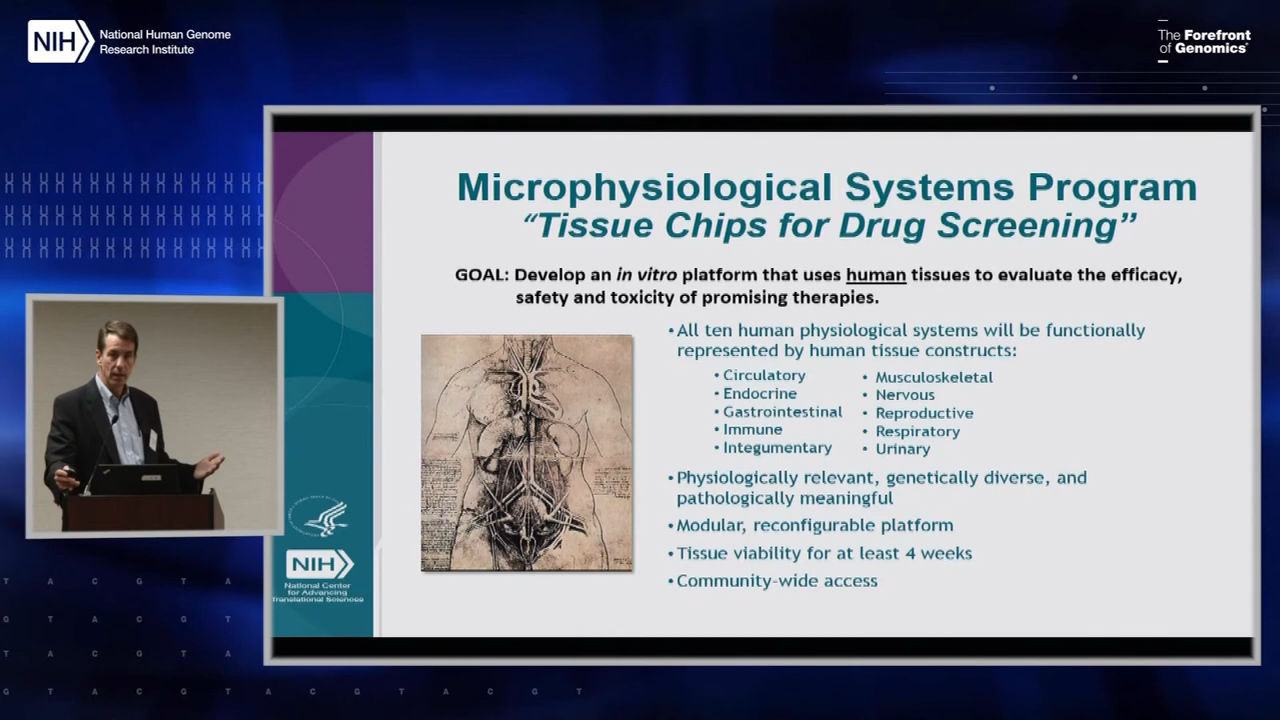 NIH
National Human Genome
Research Institute
The Forefront
of Genomics®
Microphysiological Systems Program
“Tissue Chips for Drug Screening”
GOAL: Develop an in vitro platform that uses human tissues to evaluate the efficacy,
safety and toxicity of promising therapies.
•All ten human physiological systems will be functionally
represented by human tissue constructs:
• Circulatory
• Endocrine
• Gastrointestinal
• Immune
• Integumentary
• Musculoskeletal
• Nervous
• Reproductive
• Respiratory
• Urinary
•Physiologically relevant, genetically diverse, and
pathologically meaningful
•Modular, reconfigurable platform
•Tissue viability for at least 4 weeks
•Community-wide access
NIH
National Center
for Advancing
Translational Sciences
T A C G T A
G T A C G T
T A C G T A
G T A C G T A C G T A C G T